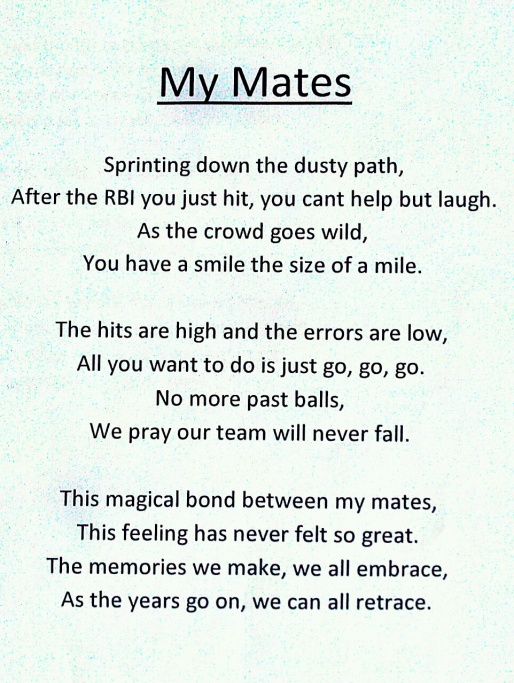 My Mates
Sprinting down the dusty path,
After the RBI you just hit, you cant help but laugh.
As the crowd goes wild,
You have a smile the size of a mile.
The hits are high and the errors are low,
All you want to do is just go, go, go.
No more past balls,
We pray our team will never fall.
This magical bond between my mates,
This feeling has never felt so great.
The memories we make, we all embrace,
As the years go on, we can all retrace.